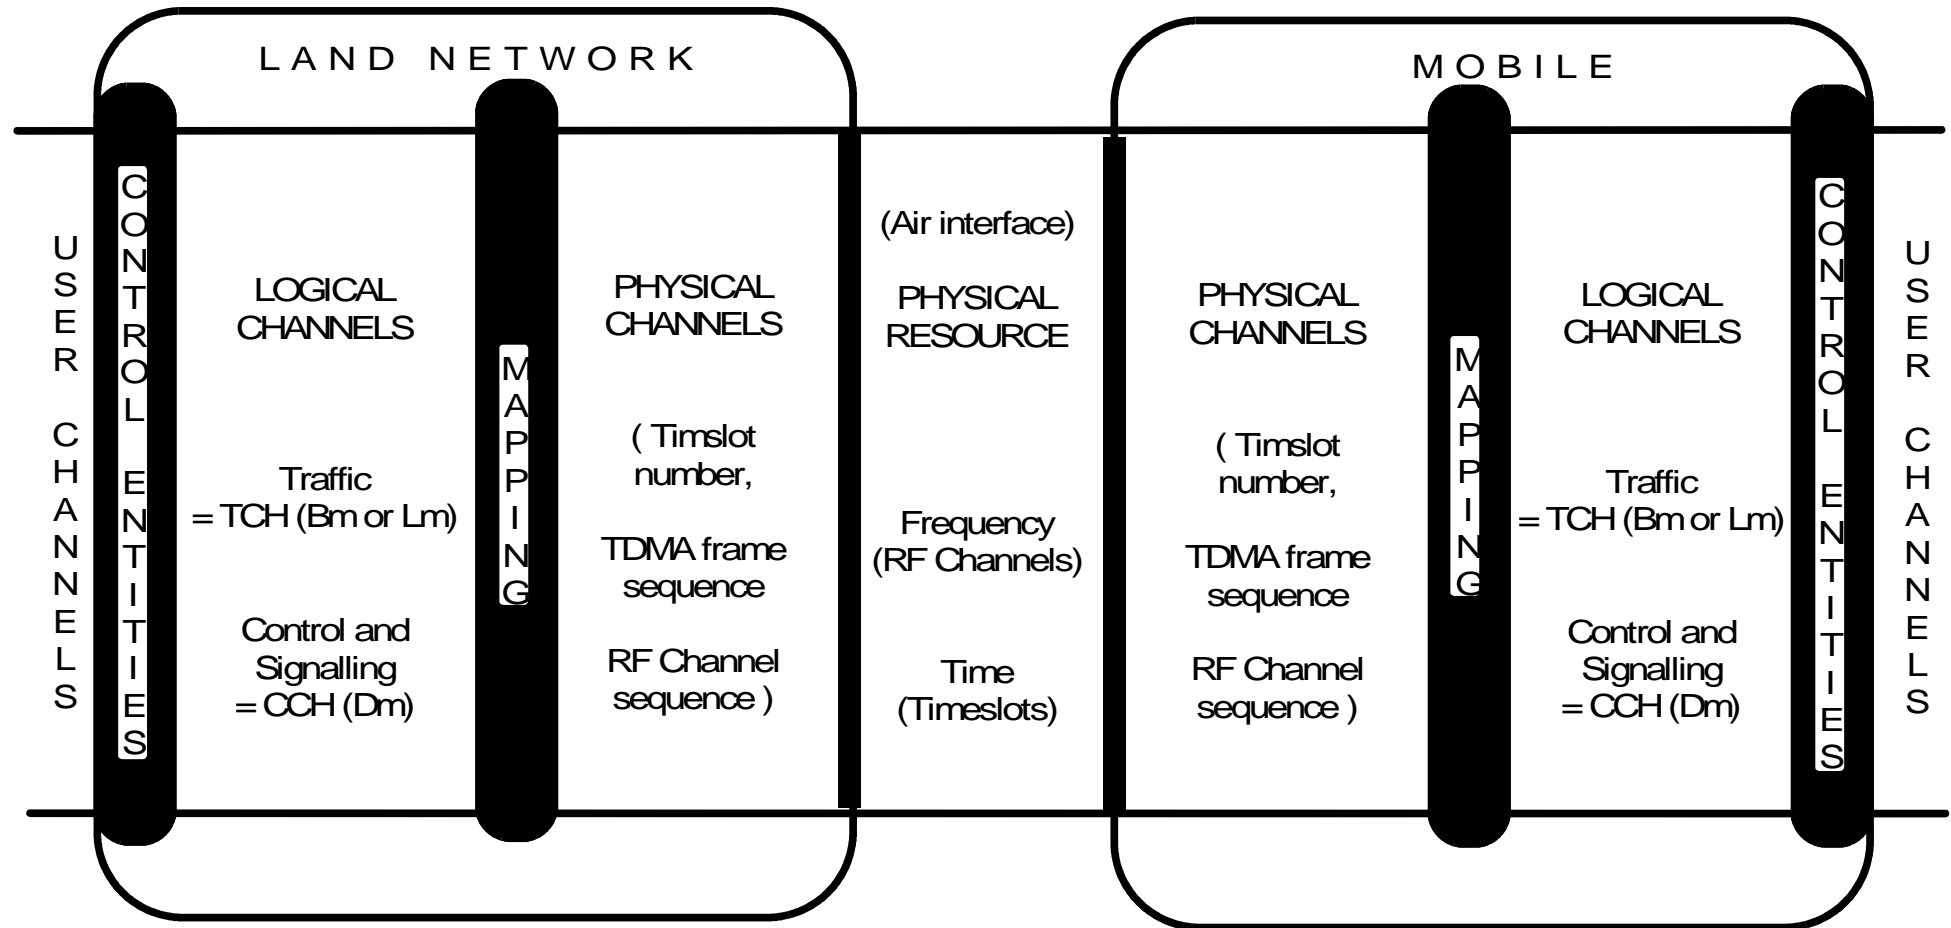 LAND NETWORK
MOBILE
USER CHANNELS
CONTROL ENTITIES
LOGICAL
CHANNELS
Traffic
= TCH (Bm or Lm)
Control and
Signalling
= CCH (Dm)
MAPPING
PHYSICAL
CHANNELS
( Timslot
number,
TDMA frame
sequence
RF Channel
sequence )
(Air interface)
PHYSICAL
RESOURCE
Frequency
(RF Channels)
Time
(Timeslots)
PHYSICAL
CHANNELS
( Timslot
number,
TDMA frame
sequence
RF Channel
sequence )
MAPPING
LOGICAL
CHANNELS
Traffic
= TCH (Bm or Lm)
Control and
Signalling
= CCH (Dm)
CONTROL ENTITIES
USER CHANNELS